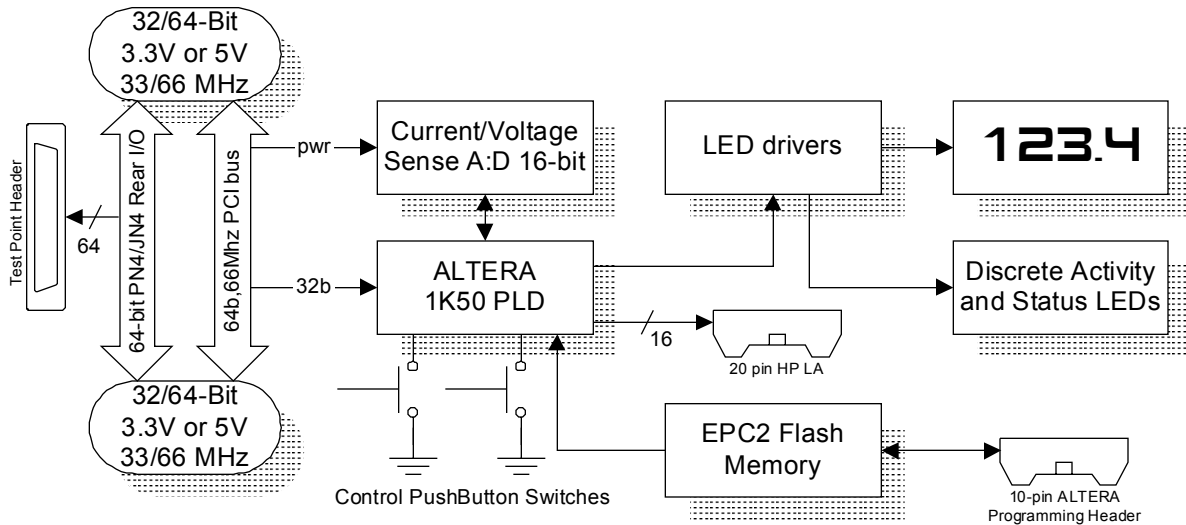 32/64-Bit
3.3V or 5V
33/66 MHz
Test Point Header
64
64-bit PN4/JN4 Rear I/O
64b,66Mhz PCI bus
pwr
32b
Current/Voltage
Sense A:D 16-bit
LED drivers
123.4
ALTERA
1K50 PLD
Discrete Activity
and Status LEDs
16
20 pin HP LA
32/64-Bit
3.3V or 5V
33/66 MHz
Control PushButton Switches
EPC2 Flash
Memory
10-pin ALTERA
Programming Header